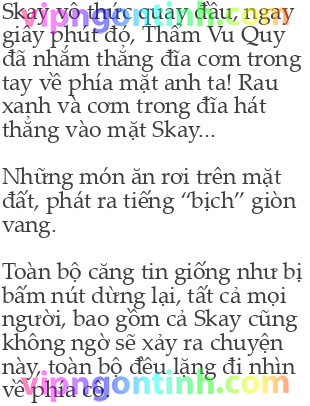 Skay vô thức quay đầu, ngay
giây phút đó, Thẩm Vu Quy
đã nhắm thẳng đĩa cơm trong
tay về phía mặt anh ta! Rau
xanh và cơm trong đĩa hát
thẳng vào mặt Skay...
Những món ăn rơi trên mặt
đất, phát ra tiếng “bịch” giòn
vang.
Toàn bộ căng tin giống như bị
bấm nút dừng lại, tất cả mọi
người, bao gồm cả Skay cũng
không ngờ sẽ xảy ra chuyện
này, toàn bộ đều lặng đi nhìn
về phía cô.
vipngontinh.com
vipngontinh.com